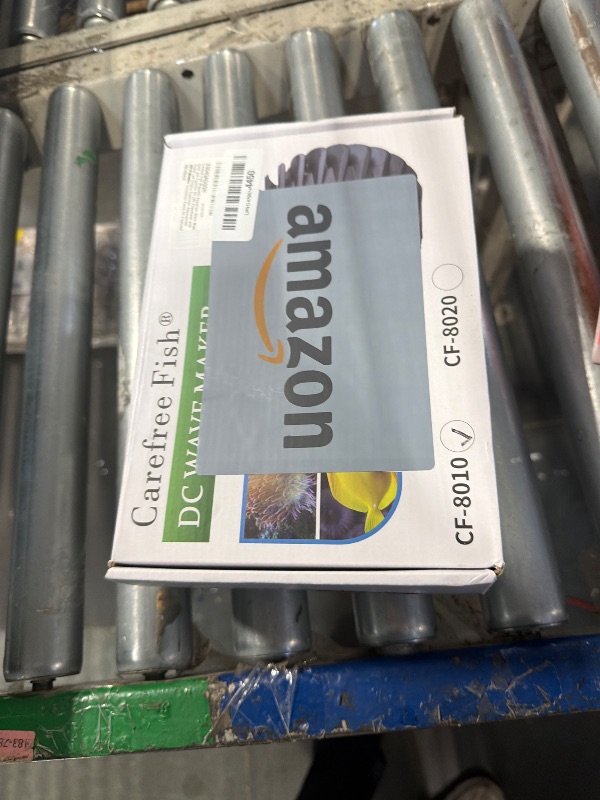 Carefree Fish®
DC WAVE MAKER
amazon
CF-8010
CF-8020